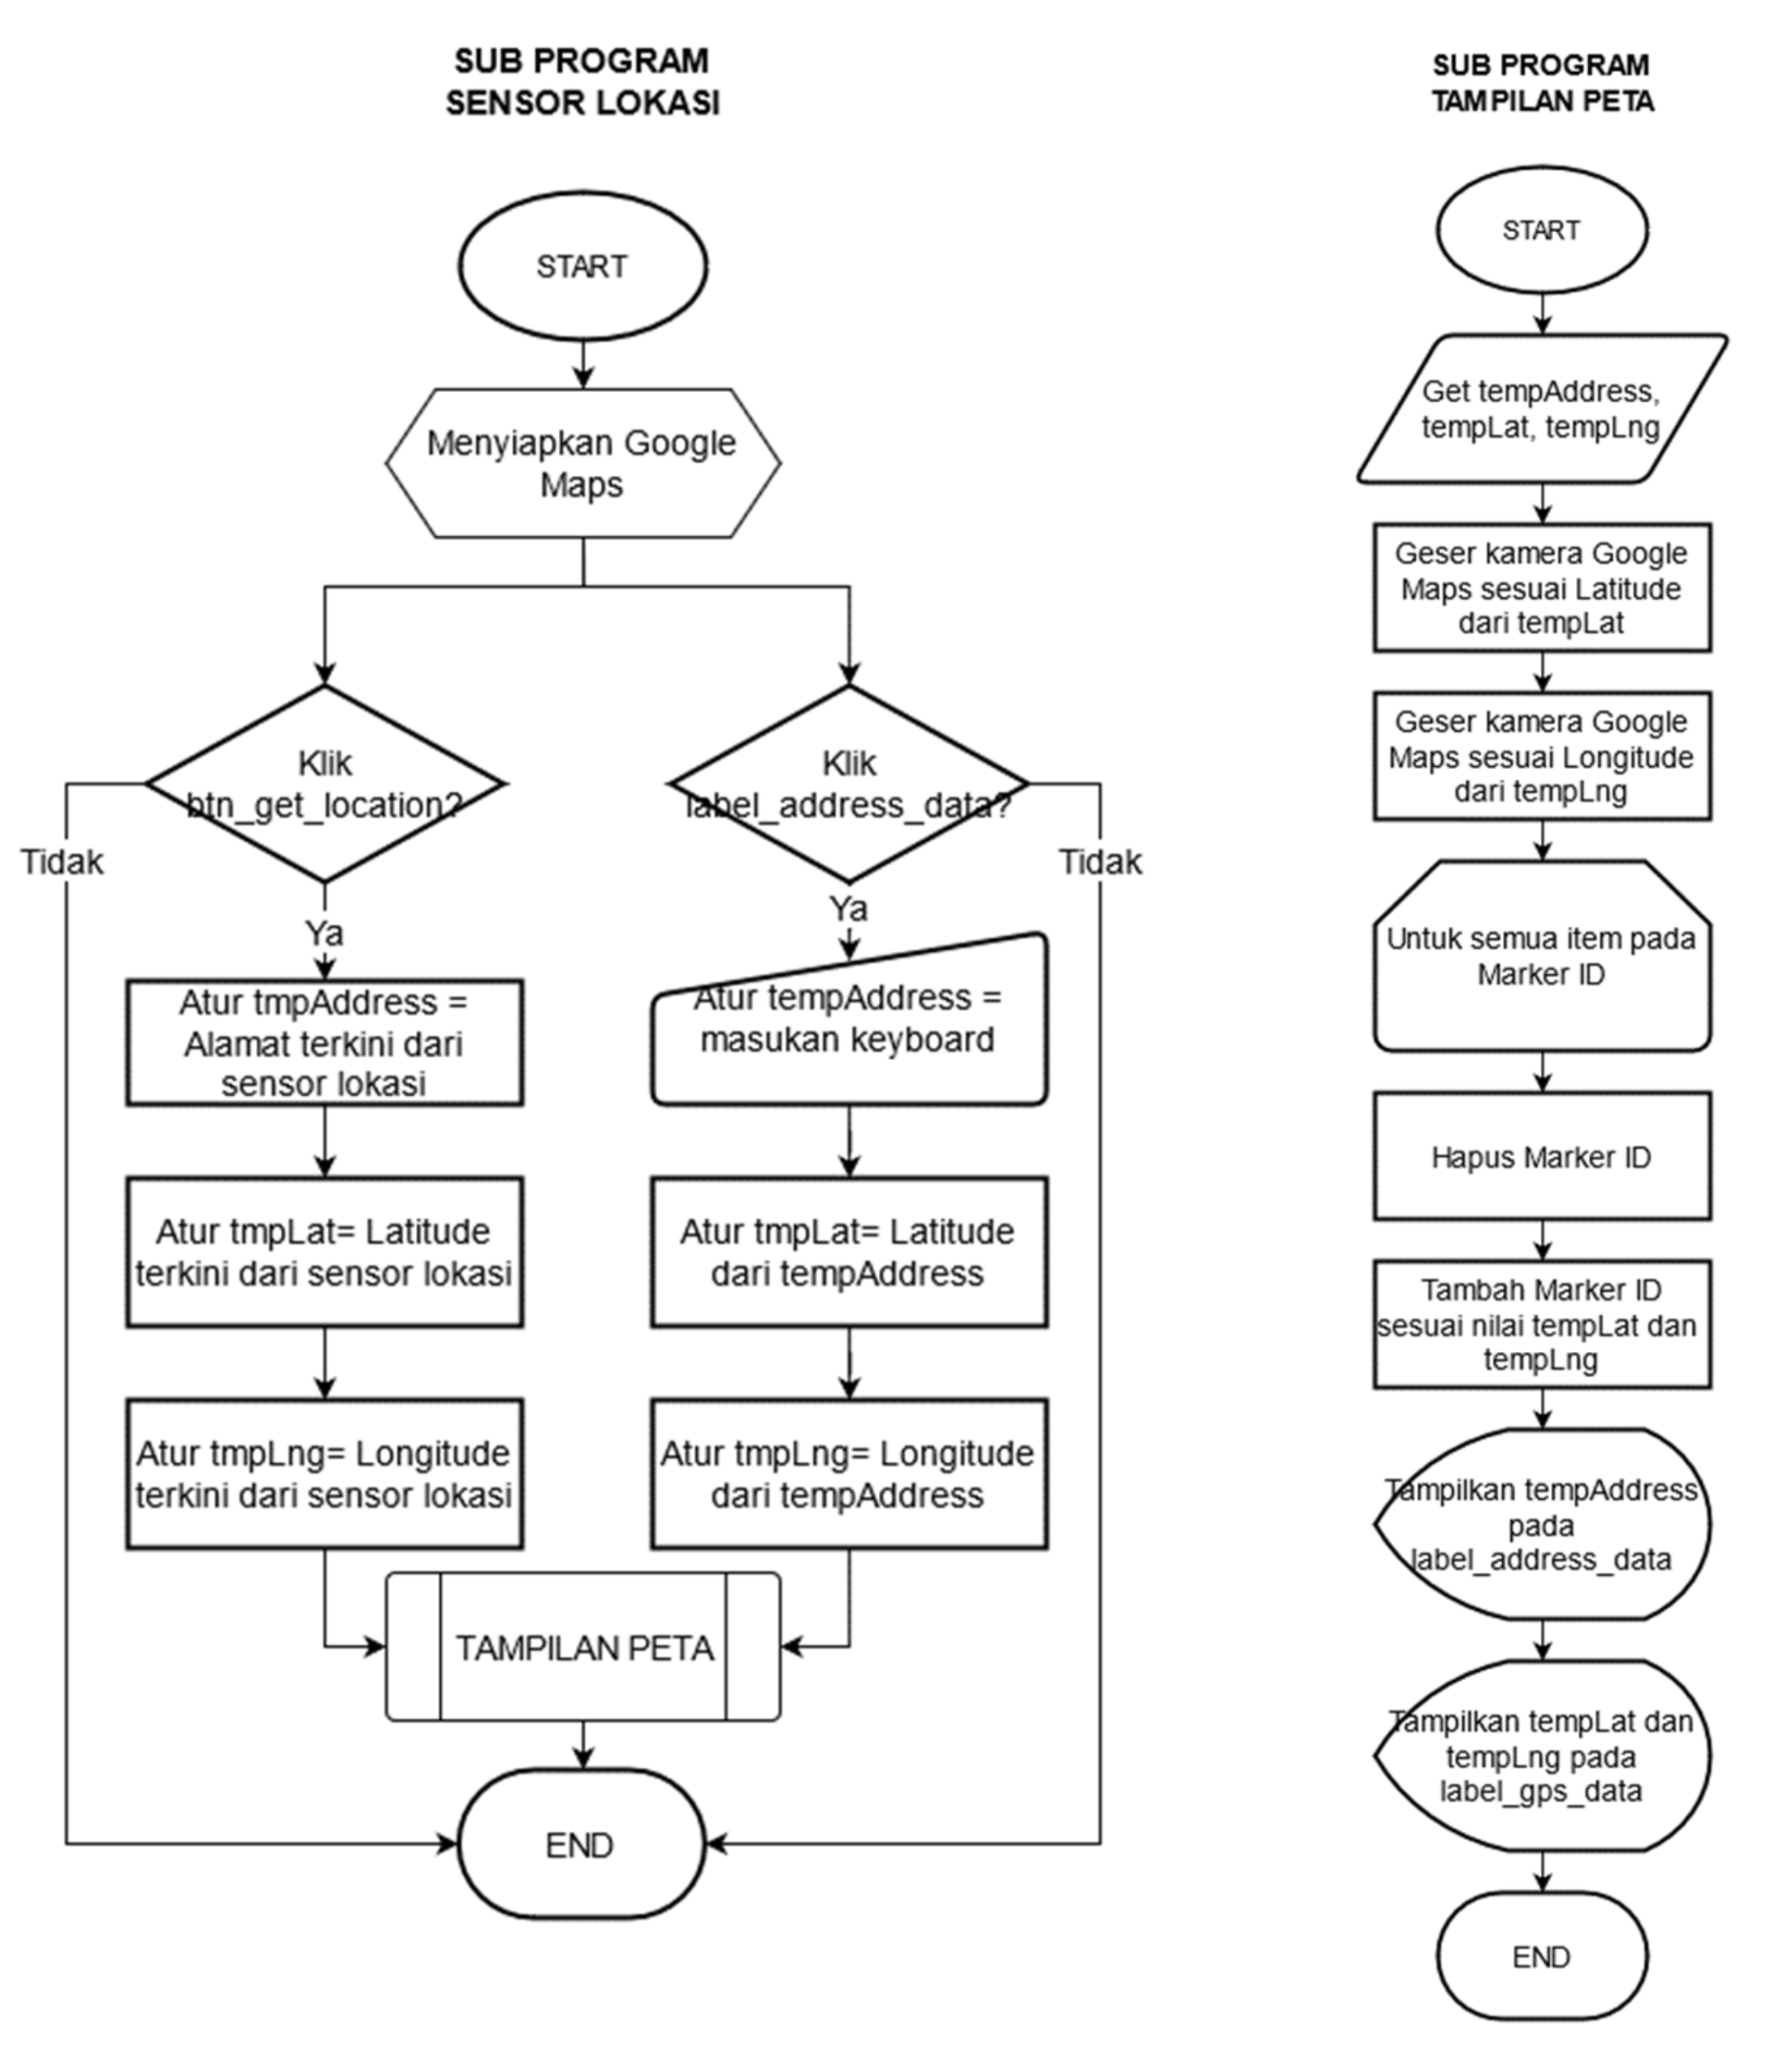 SUB PROGRAM
SENSOR LOKASI
START
Menyiapkan Google
Maps
Klik
btn_get_location?
Tidak
Ya
Atur tmpAddress =
Alamat terkini dari
sensor lokasi
Atur tmpLat= Latitude
terkini dari sensor lokasi
Atur tmpLng= Longitude
terkini dari sensor lokasi
Klik
label_address_data?
Tidak
Ya
Atur tempAddress =
masukan keyboard
Atur tmpLat= Latitude
dari tempAddress
Atur tmpLng= Longitude
dari tempAddress
TAMPILAN PETA
END
SUB PROGRAM
TAMPILAN PETA
START
Get tempAddress,
tempLat, tempLng
Geser kamera Google
Maps sesuai Latitude
dari tempLat
Geser kamera Google
Maps sesuai Longitude
dari tempLng
Untuk semua item pada
Marker ID
Hapus Marker ID
Tambah Marker ID
sesuai nilai tempLat dan
tempLng
Tampilkan tempAddress
pada
label_address_data
Tampilkan tempLat dan
tempLng pada
label_gps_data
END